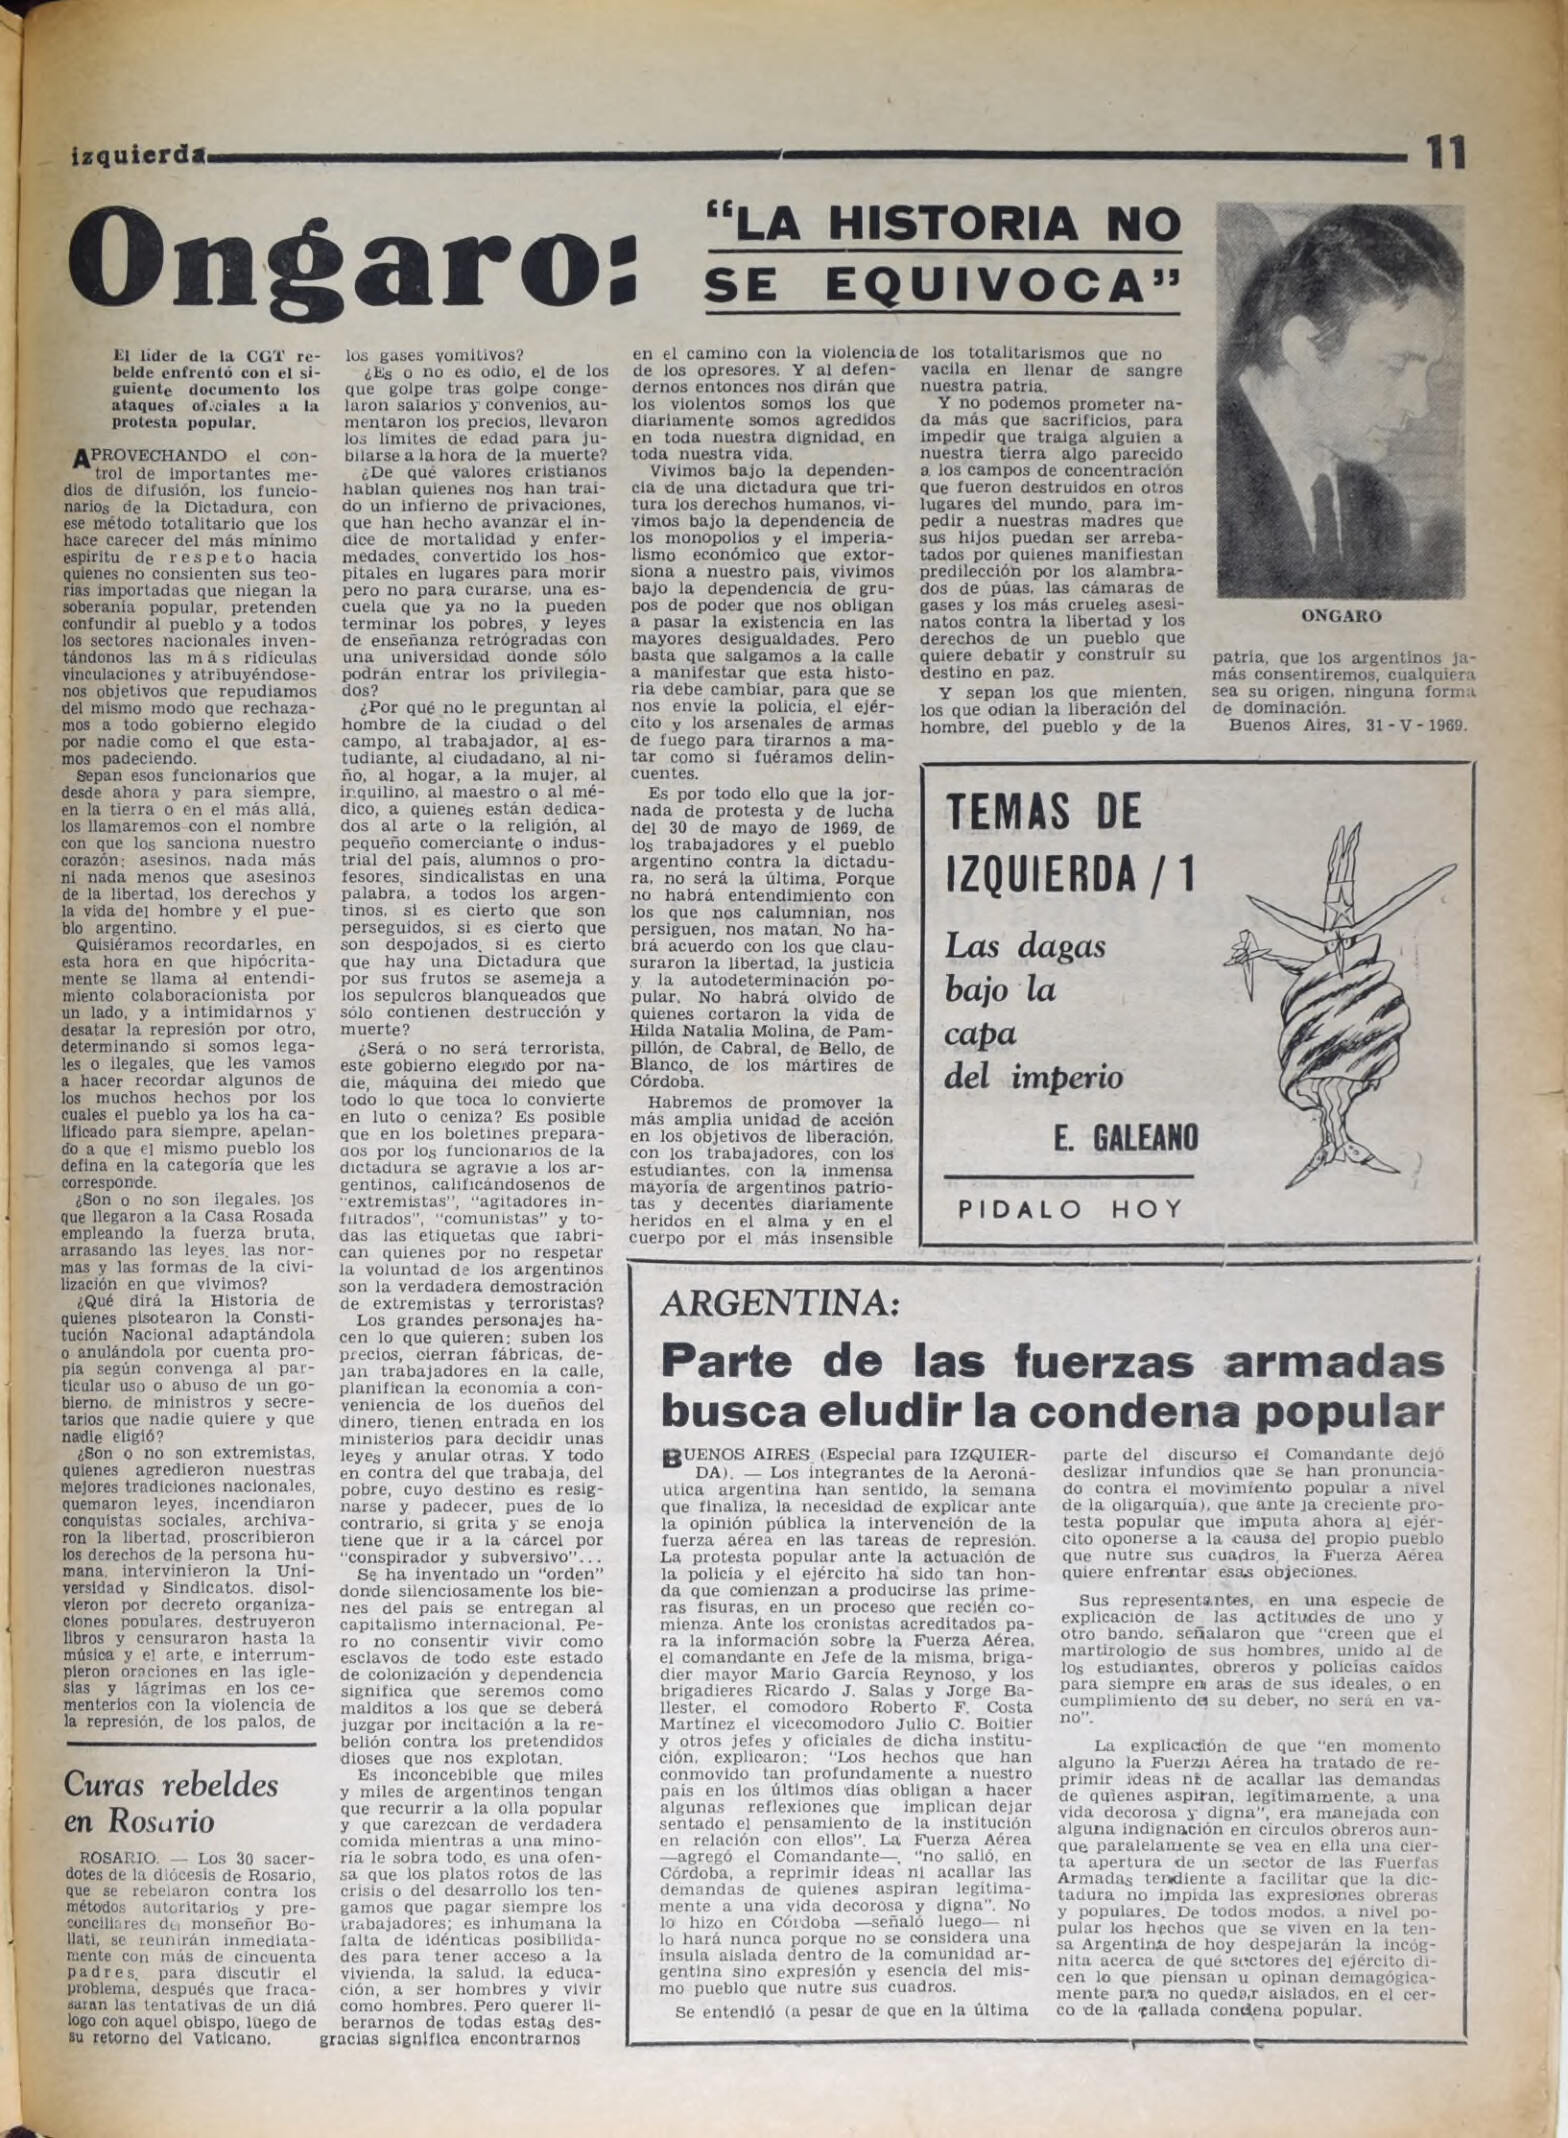 izquierda
11
Ongaro:
“LA HISTORIA NO
SE EQUIVOCA”
El líder de la CGT re-
belde enfrentó con el si-
guiente documento los
ataques oficiales a la
protesta popular.
APROVECHANDO el con-
trol de importantes me-
dios de difusión, los funcio-
narios de la Dictadura, con
ese método totalitario que los
hace carecer del más mínimo
espíritu de respeto hacia
quienes no consienten sus teo-
rías importadas que niegan la
soberanía popular, pretenden
confundir al pueblo y a todos
los sectores nacionales inven-
tándonos las más ridículas
vinculaciones y atribuyéndose-
nos objetivos que repudiamos
del mismo modo que rechaza-
mos a todo gobierno elegido
por nadie como el que esta-
mos padeciendo.
Sepan esos funcionarios que
desde ahora y para siempre,
en la tierra o en el más allá,
los llamaremos con el nombre
con que los sanciona nuestro
corazón: asesinos, nada más
ni nada menos que asesinos
de la libertad, los derechos y
la vida del hombre y el pue-
blo argentino.
Quisiéramos recordarles, en
esta hora en que hipócrita-
mente se llama al entendi-
miento colaboracionista por
un lado, y a intimidarnos y
desatar la represión por otro,
determinando si somos lega-
les o ilegales, que les vamos
a hacer recordar algunos de
los muchos hechos por los
cuales el pueblo ya los ha ca-
lificado para siempre, apelan-
do a que el mismo pueblo los
defina en la categoría que les
corresponde.
¿Son o no son ilegales, los
que llegaron a la Casa Rosada
empleando la fuerza bruta,
arrasando las leyes, las nor-
mas y las formas de la civi-
lización en que vivimos?
¿Qué dirá la Historia de
quienes pisotearon la Consti-
tución Nacional adaptándola
o anulándola por cuenta pro-
pia según convenga al par-
ticular uso o abuso de un go-
bierno, de ministros y secre-
tarios que nadie quiere y que
nadie eligió?
¿Son o no son extremistas,
quienes agredieron nuestras
mejores tradiciones nacionales,
quemaron leyes, incendiaron
conquistas sociales, archiva-
ron la libertad, proscribieron
los derechos de la persona hu-
mana, intervinieron la Uni-
versidad y Sindicatos, disol-
vieron por decreto organiza-
ciones populares, destruyeron
libros y censuraron hasta la
música y el arte, e interrum-
pieron oraciones en las igle-
sias y lágrimas en los ce-
menterios con la violencia de
la represión, de los palos, de
los gases vomitivos?
¿Es o no es odio, el de los
que golpe tras golpe conge-
laron salarios y convenios, au-
mentaron los precios, llevaron
los límites de edad para ju-
bilarse a la hora de la muerte?
¿De qué valores cristianos
hablan quienes nos han traí-
do un infierno de privaciones,
que han hecho avanzar el ín-
dice de mortalidad y enfer-
medades, convertido los hos-
pitales en lugares para morir
pero no para curarse, una es-
cuela que ya no la pueden
terminar los pobres, y leyes
de enseñanza retrógradas con
una universidad donde sólo
podrán entrar los privilegia-
dos?
¿Por qué no le preguntan al
hombre de la ciudad o del
campo, al trabajador, al es-
tudiante, al ciudadano, al ni-
ño, al hogar, a la mujer, al
inquilino, al maestro o al mé-
dico, a quienes están dedica-
dos al arte o la religión, al
pequeño comerciante o indus-
trial del país, alumnos o pro-
fesores, sindicalistas en una
palabra, a todos los argen-
tinos, si es cierto que son
perseguidos, si es cierto que
son despojados, si es cierto
que hay una Dictadura que
por sus frutos se asemeja a
los sepulcros blanqueados que
sólo contienen destrucción y
muerte?
¿Será o no será terrorista,
este gobierno elegido por na-
die, máquina del miedo que
todo lo que toca lo convierte
en luto o ceniza? Es posible
que en los boletines prepara-
dos por los funcionarios de la
dictadura se agravie a los ar-
gentinos, calificándosenos de
“extremistas”, “agitadores in-
filtrados”, “comunistas” y to-
das las etiquetas que fabri-
can quienes por no respetar
la voluntad de los argentinos
son la verdadera demostración
de extremistas y terroristas?
Los grandes personajes ha-
cen lo que quieren: suben los
precios, cierran fábricas, de-
jan trabajadores en la calle,
planifican la economía a con-
veniencia de los dueños del
dinero, tienen entrada en los
ministerios para decidir unas
leyes y anular otras. Y todo
en contra del que trabaja, del
pobre, cuyo destino es resig-
narse y padecer, pues de lo
contrario, si grita y se enoja
tiene que ir a la cárcel por
“conspirador y subversivo”...
Se ha inventado un “orden”
donde silenciosamente los bie-
nes del país se entregan al
capitalismo internacional. Pe-
ro no consentir vivir como
esclavos de todo este estado
de colonización y dependencia
significa que seremos como
malditos a los que se deberá
juzgar por incitación a la re-
belión contra los pretendidos
dioses que nos explotan.
Es inconcebible que miles
y miles de argentinos tengan
que recurrir a la olla popular
y que carezcan de verdadera
comida mientras a una mino-
ría le sobra todo, es una ofen-
sa que los platos rotos de las
crisis o del desarrollo los ten-
gamos que pagar siempre los
trabajadores; es inhumana la
falta de idénticas posibilida-
des para tener acceso a la
vivienda, la salud, la educa-
ción, a ser hombres y vivir
como hombres. Pero querer li-
berarnos de todas estas des-
gracias significa encontrarnos
en el camino con la violencia
de los opresores. Y al defen-
dernos entonces nos dirán que
los violentos somos los que
diariamente somos agredidos
en toda nuestra dignidad, en
toda nuestra vida.
Vivimos bajo la dependen-
cia de una dictadura que tri-
tura los derechos humanos, vi-
vimos bajo la dependencia de
los monopolios y el imperia-
lismo económico que extor-
siona a nuestro país, vivimos
bajo la dependencia de gru-
pos de poder que nos obligan
a pasar la existencia en las
mayores desigualdades. Pero
basta que salgamos a la calle
a manifestar que esta histo-
ria debe cambiar, para que se
nos envíe la policía, el ejér-
cito y los arsenales de armas
de fuego para tirarnos a ma-
tar como si fuéramos delin-
cuentes.
Es por todo ello que la jor-
nada de protesta y de lucha
del 30 de mayo de 1969, de
los trabajadores y el pueblo
argentino contra la dictadu-
ra, no será la última. Porque
no habrá entendimiento con
los que nos calumnian, nos
persiguen, nos matan. No ha-
brá acuerdo con los que clau-
suraron la libertad, la justicia
y la autodeterminación po-
pular. No habrá olvido de
quienes cortaron la vida de
Hilda Natalia Molina, de Pam-
pillón, de Cabral, de Bello, de
Blanco, de los mártires de
Córdoba.
Habremos de promover la
más amplia unidad de acción
en los objetivos de liberación,
con los trabajadores, con los
estudiantes, con la inmensa
mayoría de argentinos patrio-
tas y decentes diariamente
heridos en el alma y en el
cuerpo por el más insensible
de los totalitarismos que no
vacila en llenar de sangre
nuestra patria.
Y no podemos prometer na-
da más que sacrificios, para
impedir que traiga alguien a
nuestra tierra algo parecido
a los campos de concentración
que fueron destruidos en otros
lugares del mundo, para im-
pedir a nuestras madres que
sus hijos puedan ser arreba-
tados por quienes manifiestan
predilección por los alambra-
dos de púas, las cámaras de
gases y los más crueles asesi-
natos contra la libertad y los
derechos de un pueblo que
quiere debatir y construir su
destino en paz.
Y sepan los que mienten,
los que odian la liberación del
hombre, del pueblo y de la
ONGARO
patria, que los argentinos ja-
más consentiremos, cualquiera
sea su origen, ninguna forma
de dominación.
Buenos Aires, 31-V-1969.
TEMAS DE
IZQUIERDA / 1
Las dagas
bajo la
capa
del imperio
E. GALEANO
PIDALO HOY
Curas rebeldes
en Rosario
ROSARIO. — Los 30 sacer-
dotes de la diócesis de Rosario,
que se rebelaron contra los
métodos autoritarios y pre-
conciliares del monseñor Bo-
llati, se reunirán inmediata-
mente con más de cincuenta
padres, para discutir el
problema, después que fraca-
saran las tentativas de un diá
logo con aquel obispo, luego de
su retorno del Vaticano.
ARGENTINA:
Parte de las fuerzas armadas
busca eludir la condena popular
BUENOS AIRES (Especial para IZQUIER-
DA). — Los integrantes de la Aeroná-
utica argentina han sentido, la semana
que finaliza, la necesidad de explicar ante
la opinión pública la intervención de la
fuerza aérea en las tareas de represión.
La protesta popular ante la actuación de
la policía y el ejército ha sido tan hon-
da que comienzan a producirse las prime-
ras fisuras, en un proceso que recién co-
mienza. Ante los cronistas acreditados pa-
ra la información sobre la Fuerza Aérea,
el comandante en Jefe de la misma, briga-
dier mayor Mario García Reynoso, y los
brigadieres Ricardo J. Salas y Jorge Ba-
llester, el comodoro Roberto F. Costa
Martínez el vicecomodoro Julio C. Boitier
y otros jefes y oficiales de dicha institu-
ción, explicaron: “Los hechos que han
conmovido tan profundamente a nuestro
país en los últimos días obligan a hacer
algunas reflexiones que implican dejar
sentado el pensamiento de la institución
en relación con ellos”. La Fuerza Aérea
—agregó el Comandante—, “no salió, en
Córdoba, a reprimir ideas ni acallar las
demandas de quienes aspiran legítima-
mente a una vida decorosa y digna”. No
lo hizo en Córdoba —señaló luego— ni
lo hará nunca porque no se considera una
ínsula aislada dentro de la comunidad ar-
gentina sino expresión y esencia del mis-
mo pueblo que nutre sus cuadros.
Se entendió (a pesar de que en la última
parte del discurso el Comandante dejó
deslizar infundios que se han pronuncia-
do contra el movimiento popular a nivel
de la oligarquía), que ante la creciente pro-
testa popular que imputa ahora al ejér-
cito oponerse a la causa del propio pueblo
que nutre sus cuadros, la Fuerza Aérea
quiere enfrentar esas objeciones.
Sus representantes, en una especie de
explicación de las actitudes de uno y
otro bando, señalaron que “creen que el
martirologio de sus hombres, unido al de
los estudiantes, obreros y policías caídos
para siempre en aras de sus ideales, o en
cumplimiento de su deber, no será en va-
no”.
La explicación de que “en momento
alguno la Fuerza Aérea ha tratado de re-
primir ideas ni de acallar las demandas
de quienes aspiran, legítimamente, a una
vida decorosa y digna”, era manejada con
alguna indignación en círculos obreros aun-
que paralelamente se vea en ella una cier-
ta apertura de un sector de las Fuerzas
Armadas tendiente a facilitar que la dic-
tadura no impida las expresiones obreras
y populares. De todos modos, a nivel po-
pular los hechos que se viven en la ten-
sa Argentina de hoy despejarán la incóg-
nita acerca de qué sectores del ejército di-
cen lo que piensan u opinan demagógica-
mente para no quedar aislados, en el cer-
co de la callada condena popular.